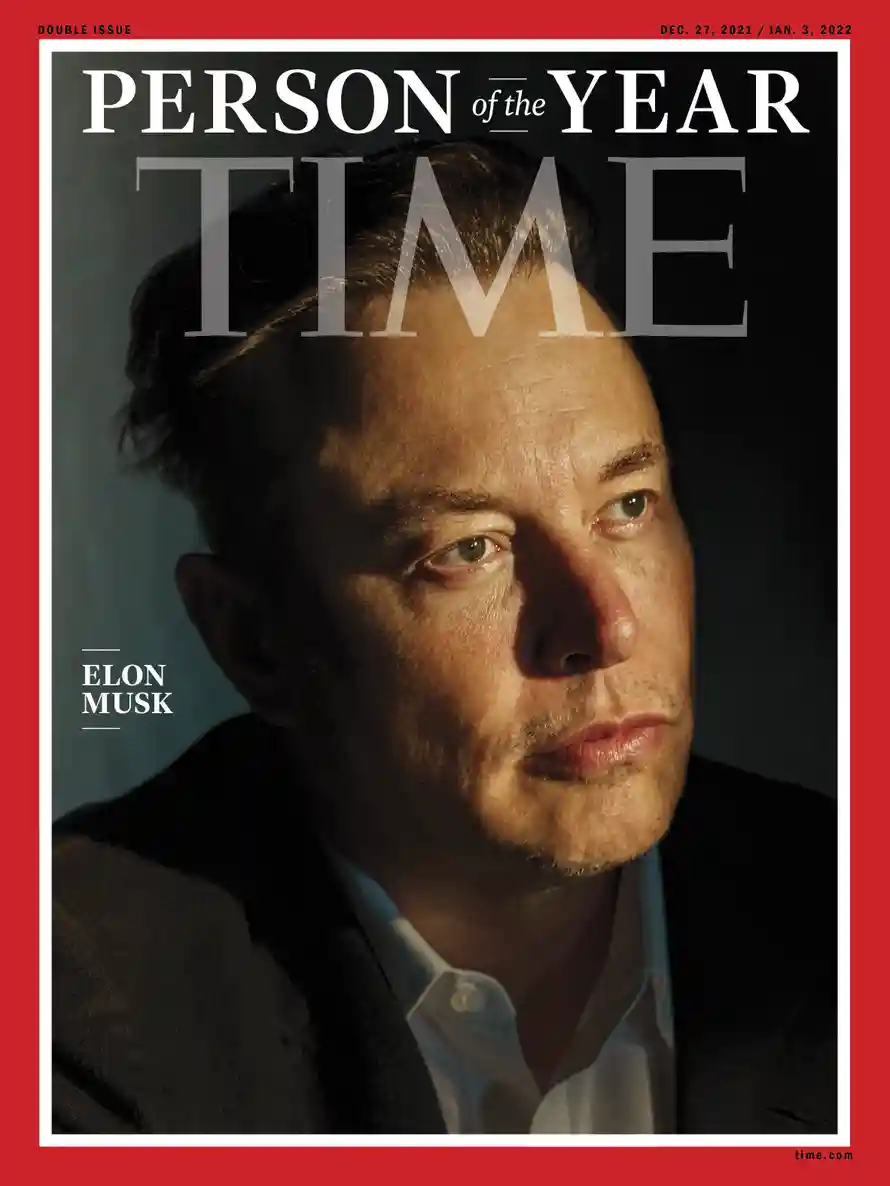 DOUBLE ISSUE
DEC. 27, 2021 / JAN. 3, 2022
PERSON of the YEAR
TIME
ELON
MUSK
time.com